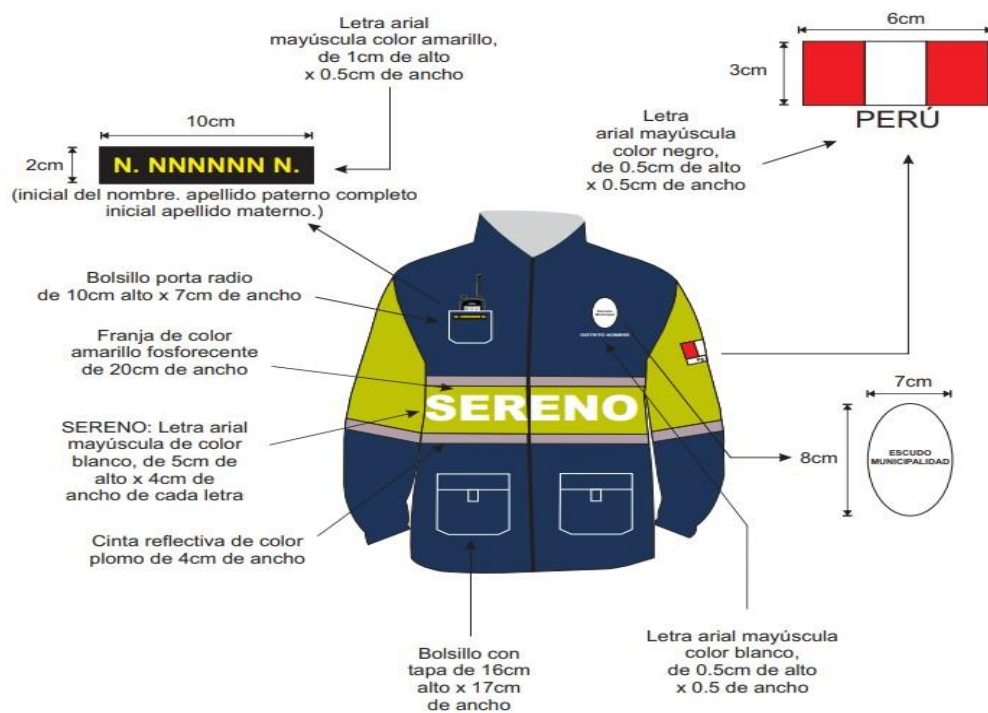 Letra arial
mayúscula color amarillo,
de 1cm de alto
x 0.5cm de ancho
6cm
3cm
PERÚ
Letra
arial mayúscula
color negro,
de 0.5cm de alto
x 0.5cm de ancho
10cm
2cm
N. NNNNNN N.
(inicial del nombre. apellido paterno completo
inicial apellido materno.)
Bolsillo porta radio
de 10cm alto x 7cm de ancho
N. NNNNNN N.
ESCUDO
DISTRITO NOMBRE
Franja de color
amarillo fosforecente
de 20cm de ancho
SERENO
SERENO: Letra arial
mayúscula de color
blanco, de 5cm de
alto x 4cm de
ancho de cada letra
7cm
8cm
ESCUDO
MUNICIPALIDAD
Cinta reflectiva de color
plomo de 4cm de ancho
Bolsillo con
tapa de 16cm
alto x 17cm
de ancho
Letra arial mayúscula
color blanco,
de 0.5cm de alto
x 0.5 de ancho